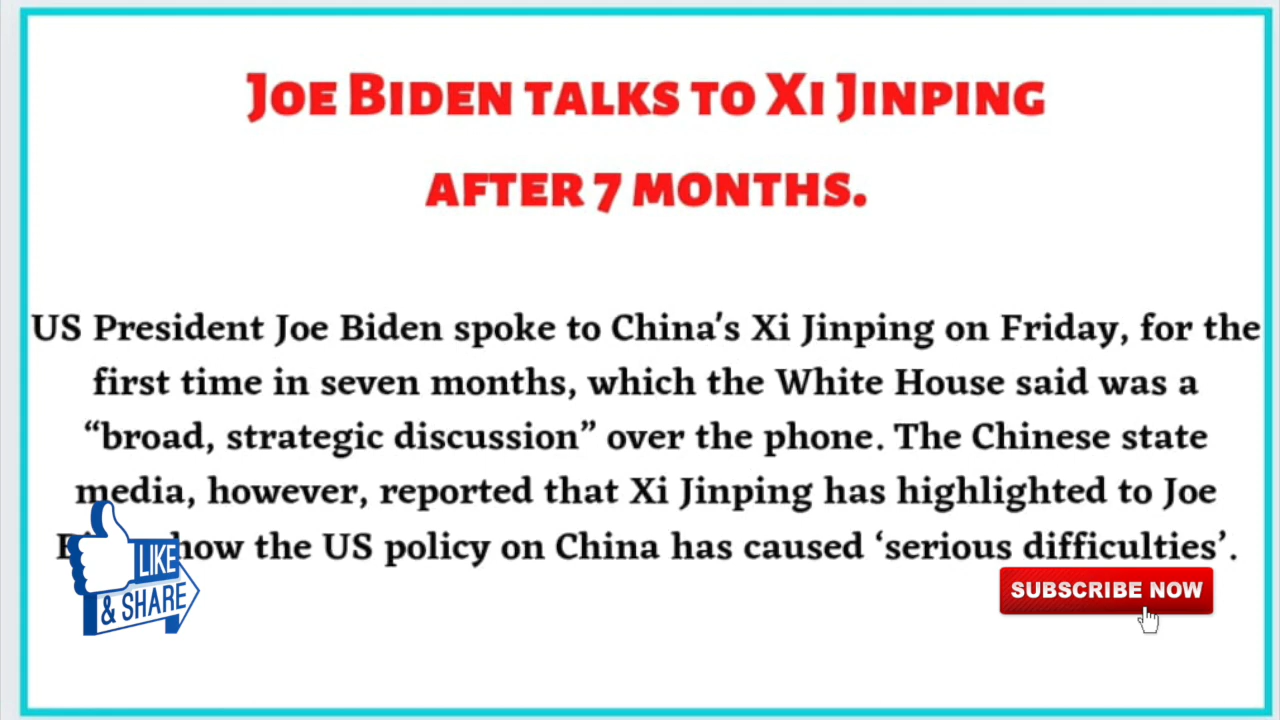 Joe Biden talks to Xi Jinping
after 7 months.
US President Joe Biden spoke to China's Xi Jinping on Friday, for the
first time in seven months, which the White House said was a
“broad, strategic discussion” over the phone. The Chinese state
media, however, reported that Xi Jinping has highlighted to Joe
how the US policy on China has caused ‘serious difficulties’.
LIKE
& SHARE
SUBSCRIBE NOW